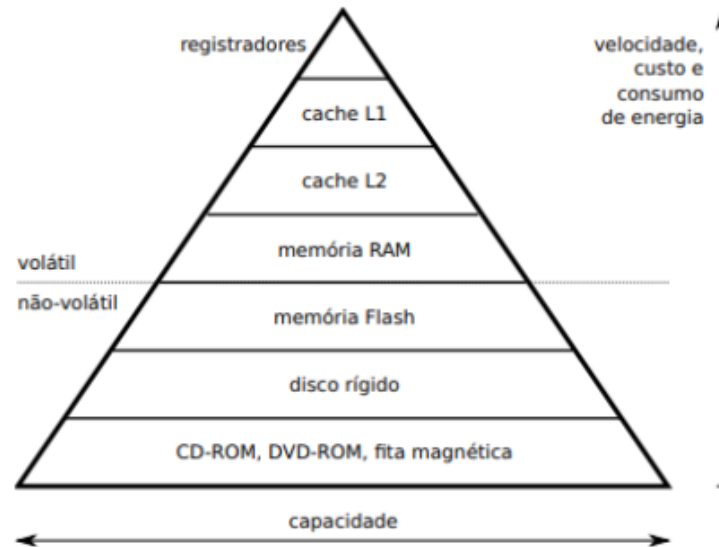 registradores
velocidade,
custo e
consumo
de energia
cache L1
cache L2
memória RAM
volátil
não-volátil
memória Flash
disco rígido
CD-ROM, DVD-ROM, fita magnética
capacidade